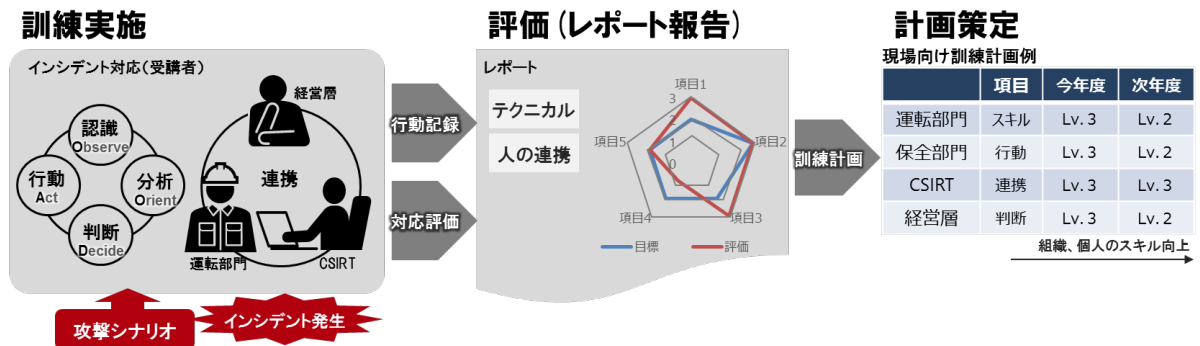 訓練実施
インシデント対応（受講者）
認識
Observe
行動
Act
分析
Orient
判断
Decide
経営層
連携
運転部門
CSIRT
攻撃シナリオ
インシデント発生
行動記録
対応評価
評価（レポート報告）
レポート
テクニカル
人の連携
項目1
項目2
項目3
項目4
項目5
3
2
1
0
目標
評価
訓練計画
計画策定
現場向け訓練計画例
項目 今年度 次年度
運転部門 スキル Lv. 3 Lv. 2
保全部門 行動 Lv. 3 Lv. 2
CSIRT 連携 Lv. 3 Lv. 3
経営層 判断 Lv. 3 Lv. 2
組織、個人のスキル向上